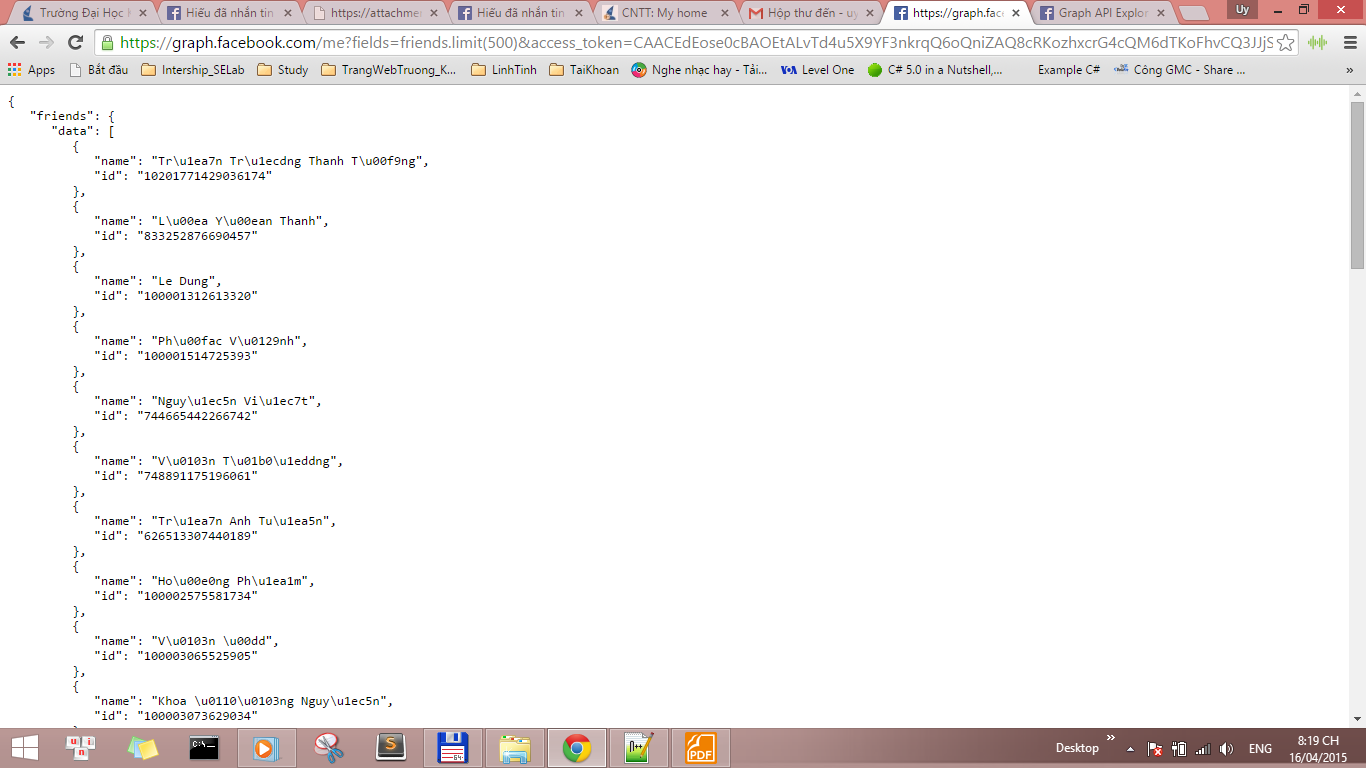 Trường Đại Học
Hiếu đã nhắn tin
https://attachme
Hiếu đã nhắn tin
CNTT: My home
Hộp thư đến - uy
https://graph.face
Graph API Explor
Uy
https://graph.facebook.com/me?fields=friends.limit(500)&access_token=CAACEdEose0cBAOEtALvTd4u5X9YF3nkrqQ6oQniZAQ8cRKozhxcrG4cQM6dTKoFhvCQ3JJjS
Apps Bắt đầu Intership_SELab Study TrangWebTruong_K... LinhTinh TaiKhoan Nghe nhạc hay - Tải... VOA Level One C# 5.0 in a Nutshell,... Example C# Công GMC - Share ... »
{
"friends": {
"data": [
{
"name": "Tr\u1ea7n Tr\u1ecdng Thanh T\u00f9ng",
"id": "10201771429036174"
},
{
"name": "L\u00ea Y\u00ean Thanh",
"id": "833252876690457"
},
{
"name": "Le Dung",
"id": "100001312613320"
},
{
"name": "Ph\u00fac V\u0129nh",
"id": "100001514725393"
},
{
"name": "Nguy\u1ec5n Vi\u1ec7t",
"id": "744665442266742"
},
{
"name": "V\u0103n T\u01b0\u1eddng",
"id": "748891175196061"
},
{
"name": "Tr\u1ea7n Anh Tu\u1ea5n",
"id": "626513307440189"
},
{
"name": "Ho\u00e0ng Ph\u1ea1m",
"id": "100002575581734"
},
{
"name": "V\u0103n \u00dd",
"id": "100003065525905"
},
{
"name": "Khoa \u0110\u0103ng Nguy\u1ec5n",
"id": "100003073629034"
u n i
C:\
S
64
n++
PDF
Desktop » ENG 8:19 CH
16/04/2015